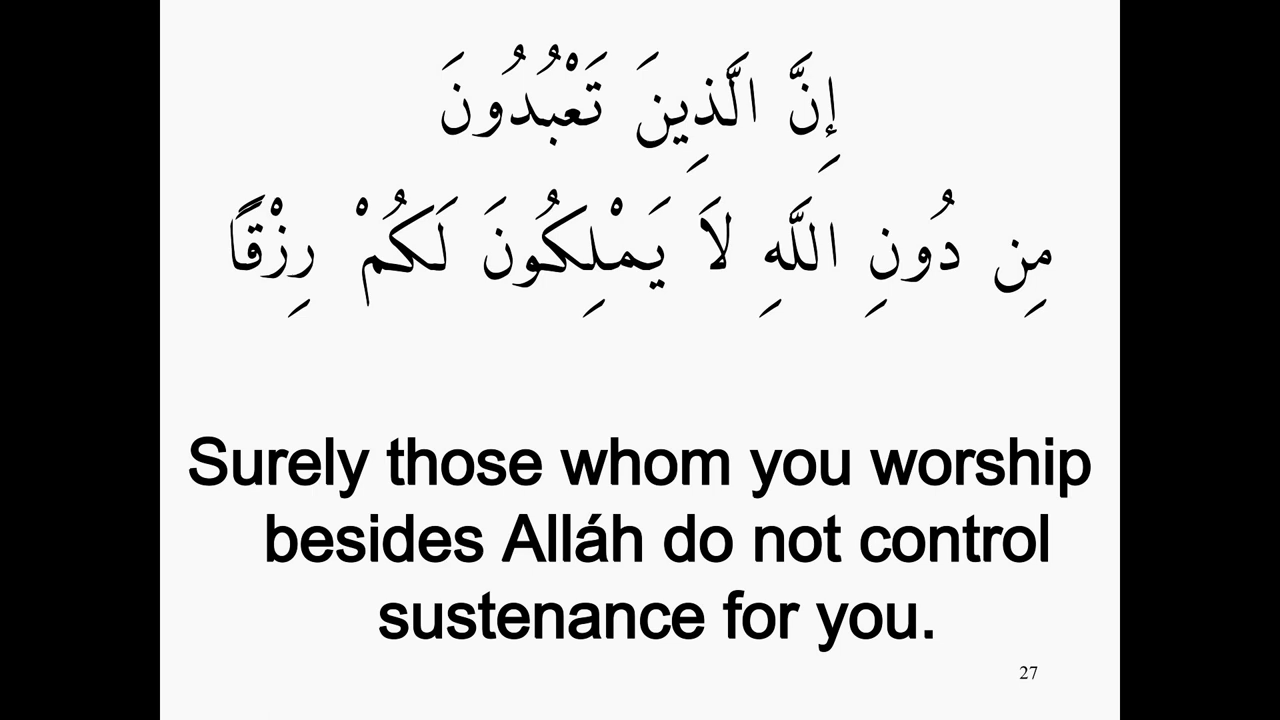 إِنَّ الَّذِينَ تَعْبُدُونَ
مِن دُونِ اللَّهِ لاَ يَمْلِكُونَ لَكُمْ رِزْقًا
Surely those whom you worship
besides Alláh do not control
sustenance for you.
27